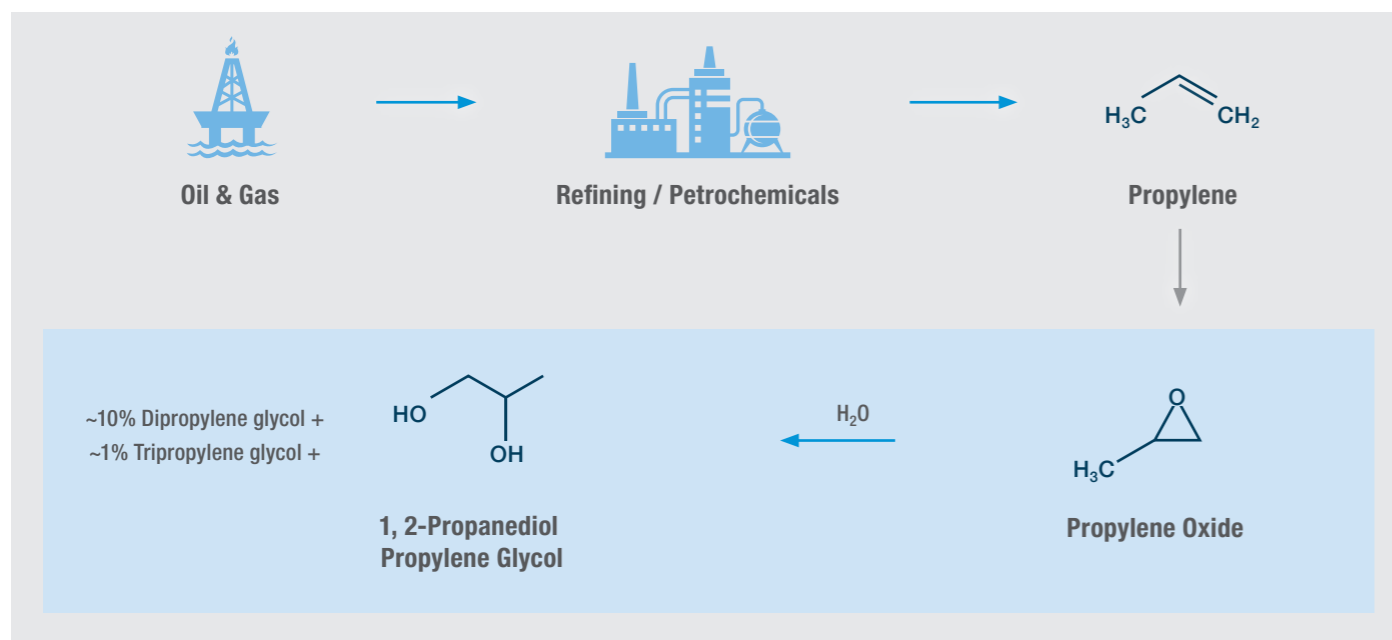 Oil & Gas
Refining / Petrochemicals
H₃C
CH₂
Propylene
~10% Dipropylene glycol +
~1% Tripropylene glycol +
HO
OH
1, 2-Propanediol
Propylene Glycol
H₂O
O
H₃C
Propylene Oxide